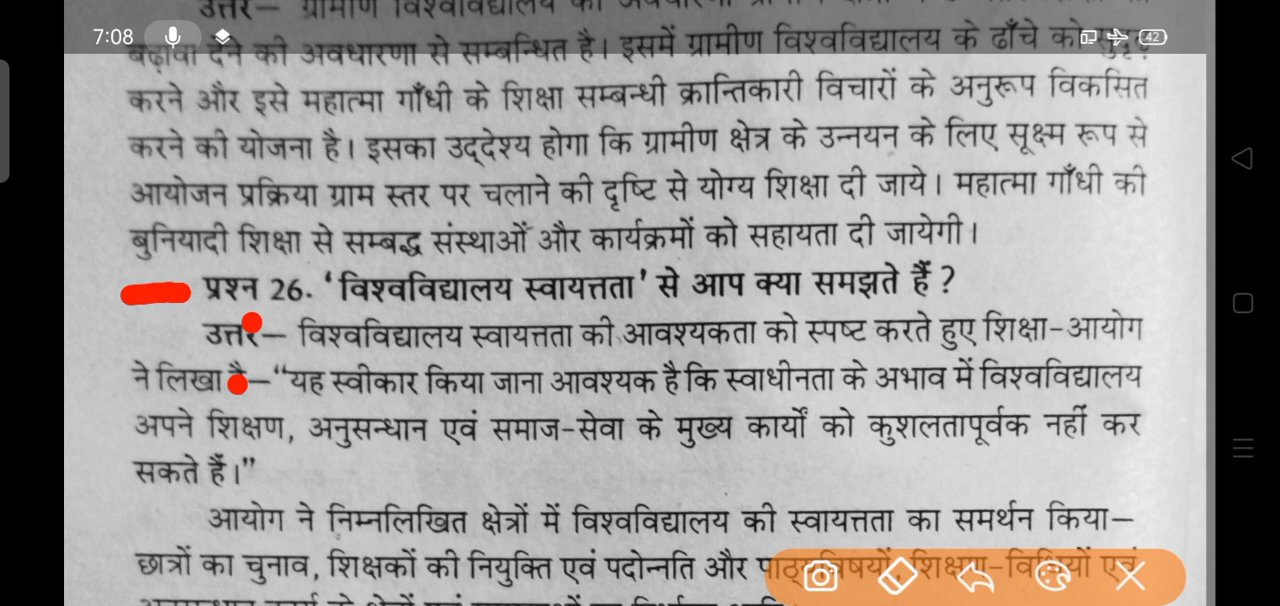 उत्तर— ग्रामीण विश्वविद्यालय की
7:08
42
बढ़ावा देने की अवधारणा से सम्बन्धित है। इसमें ग्रामीण विश्वविद्यालय के ढाँचे को
करने और इसे महात्मा गाँधी के शिक्षा सम्बन्धी क्रान्तिकारी विचारों के अनुरूप विकसित
करने की योजना है। इसका उद्देश्य होगा कि ग्रामीण क्षेत्र के उन्नयन के लिए सूक्ष्म रूप से
आयोजन प्रक्रिया ग्राम स्तर पर चलाने की दृष्टि से योग्य शिक्षा दी जाये। महात्मा गाँधी की
बुनियादी शिक्षा से सम्बद्ध संस्थाओं और कार्यक्रमों को सहायता दी जायेगी।
प्रश्न 26. 'विश्वविद्यालय स्वायत्तता' से आप क्या समझते हैं ?
उत्तर— विश्वविद्यालय स्वायत्तता की आवश्यकता को स्पष्ट करते हुए शिक्षा-आयोग
ने लिखा है—“यह स्वीकार किया जाना आवश्यक है कि स्वाधीनता के अभाव में विश्वविद्यालय
अपने शिक्षण, अनुसन्धान एवं समाज-सेवा के मुख्य कार्यों को कुशलतापूर्वक नहीं कर
सकते हैं।”
आयोग ने निम्नलिखित क्षेत्रों में विश्वविद्यालय की स्वायत्तता का समर्थन किया—
छात्रों का चुनाव, शिक्षकों की नियुक्ति एवं पदोन्नति और पाठ्यविषयों, शिक्षण-विधियों एवं